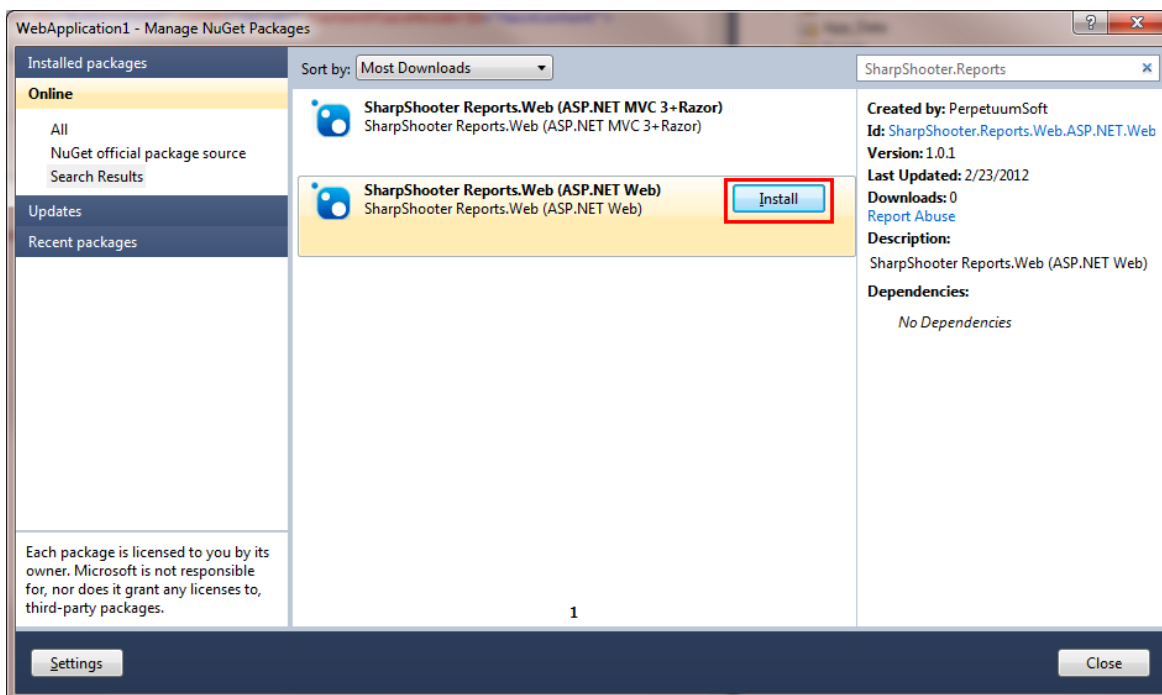 WebApplication1 - Manage NuGet Packages
Installed packages
Online
All
NuGet official package source
Search Results
Updates
Recent packages
Each package is licensed to you by its
owner. Microsoft is not responsible
for, nor does it grant any licenses to,
third-party packages.
Sort by: Most Downloads
SharpShooter Reports.Web (ASP.NET MVC 3+Razor)
SharpShooter Reports.Web (ASP.NET MVC 3+Razor)
SharpShooter Reports.Web (ASP.NET Web)
SharpShooter Reports.Web (ASP.NET Web)
Install
1
SharpShooter.Reports
Created by: PerpetuumSoft
Id: SharpShooter.Reports.Web.ASP.NET.Web
Version: 1.0.1
Last Updated: 2/23/2012
Downloads: 0
Report Abuse
Description:
SharpShooter Reports.Web (ASP.NET Web)
Dependencies:
No Dependencies
Settings
Close